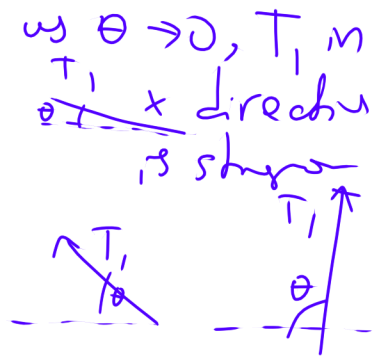 as θ → 0, T₁ in
T₁
θ
x direction
is stronger
T₁
T₁
θ
θ